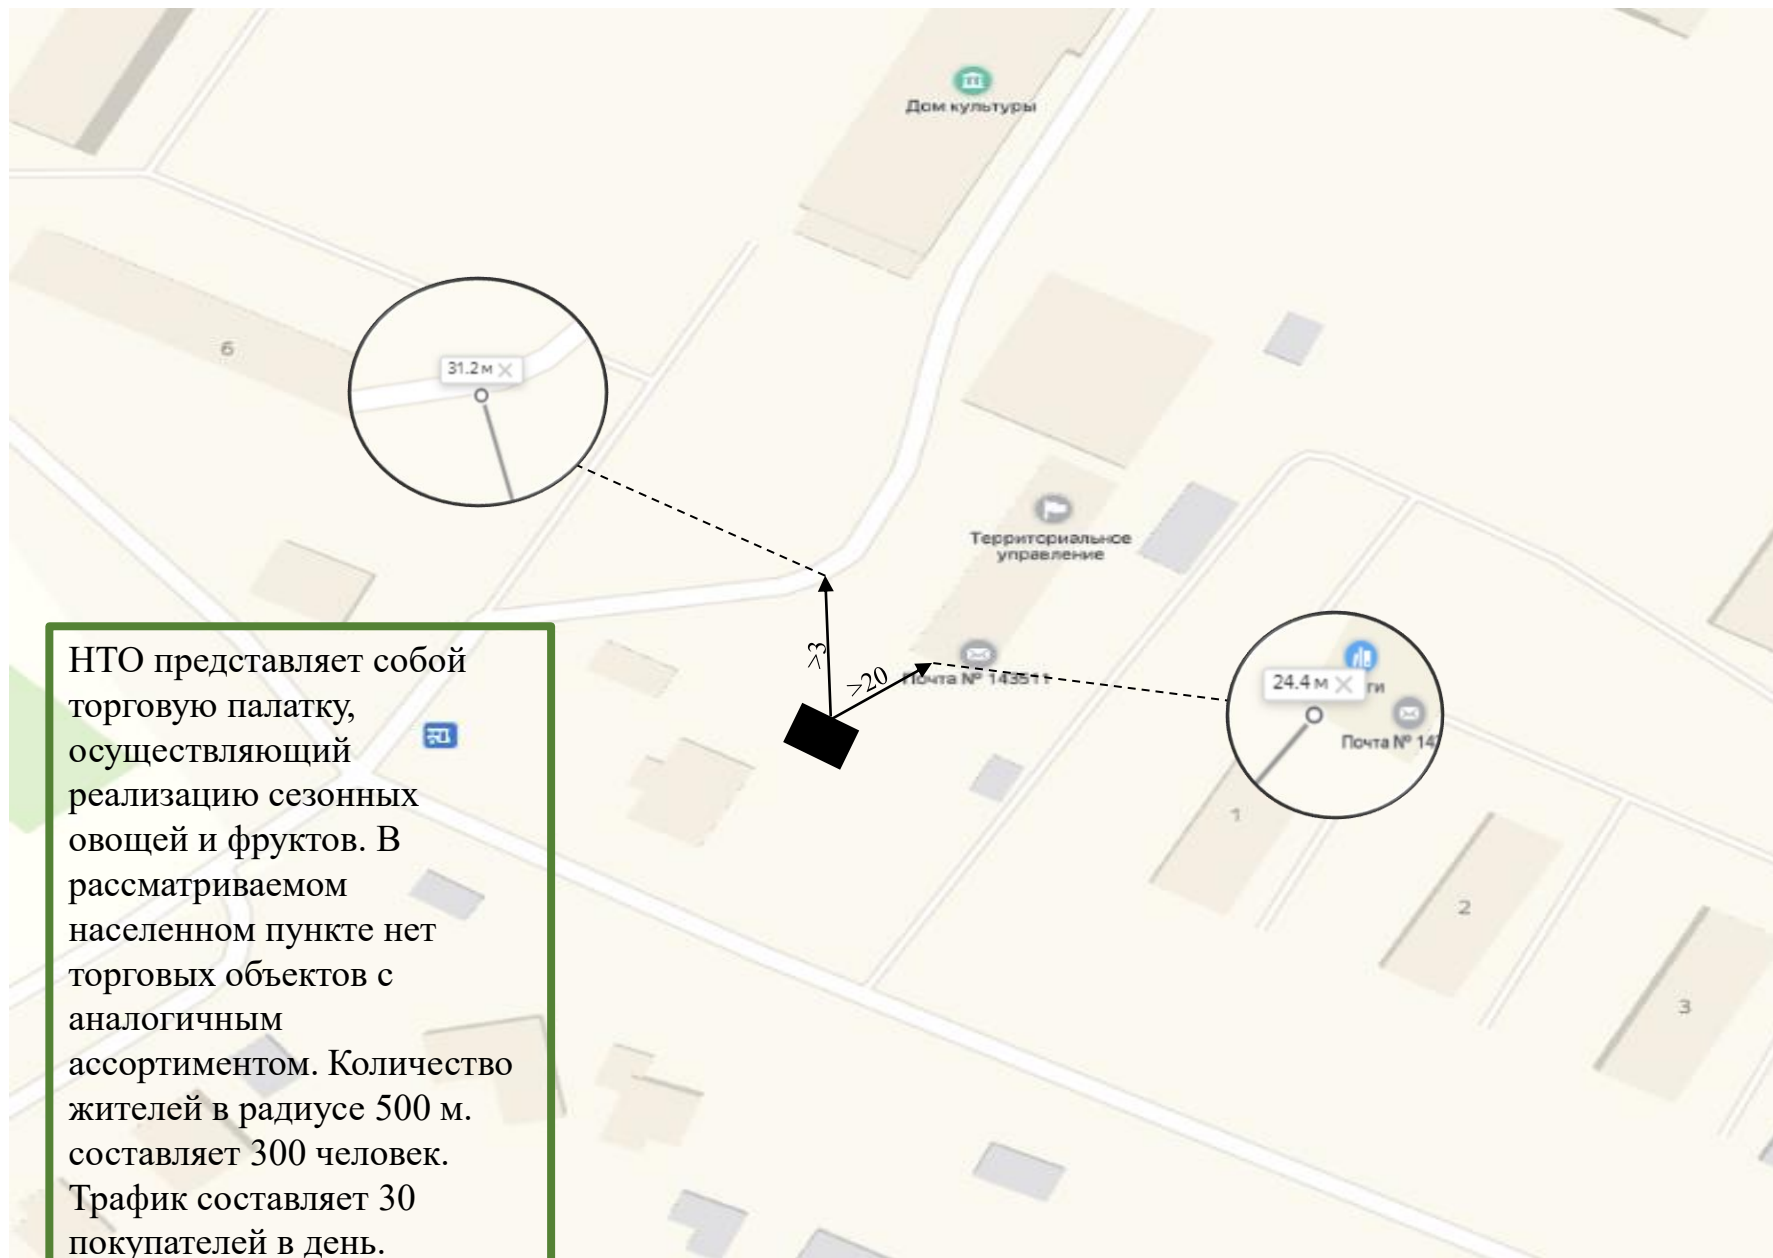 Дом культуры
6
31.2 м
Территориальное
управление
>3
>20
Почта № 143511
24.4 м
ги
Почта № 14
1
2
3
НТО представляет собой
торговую палатку,
осуществляющий
реализацию сезонных
овощей и фруктов. В
рассматриваемом
населенном пункте нет
торговых объектов с
аналогичным
ассортиментом. Количество
жителей в радиусе 500 м.
составляет 300 человек.
Трафик составляет 30
покупателей в день.